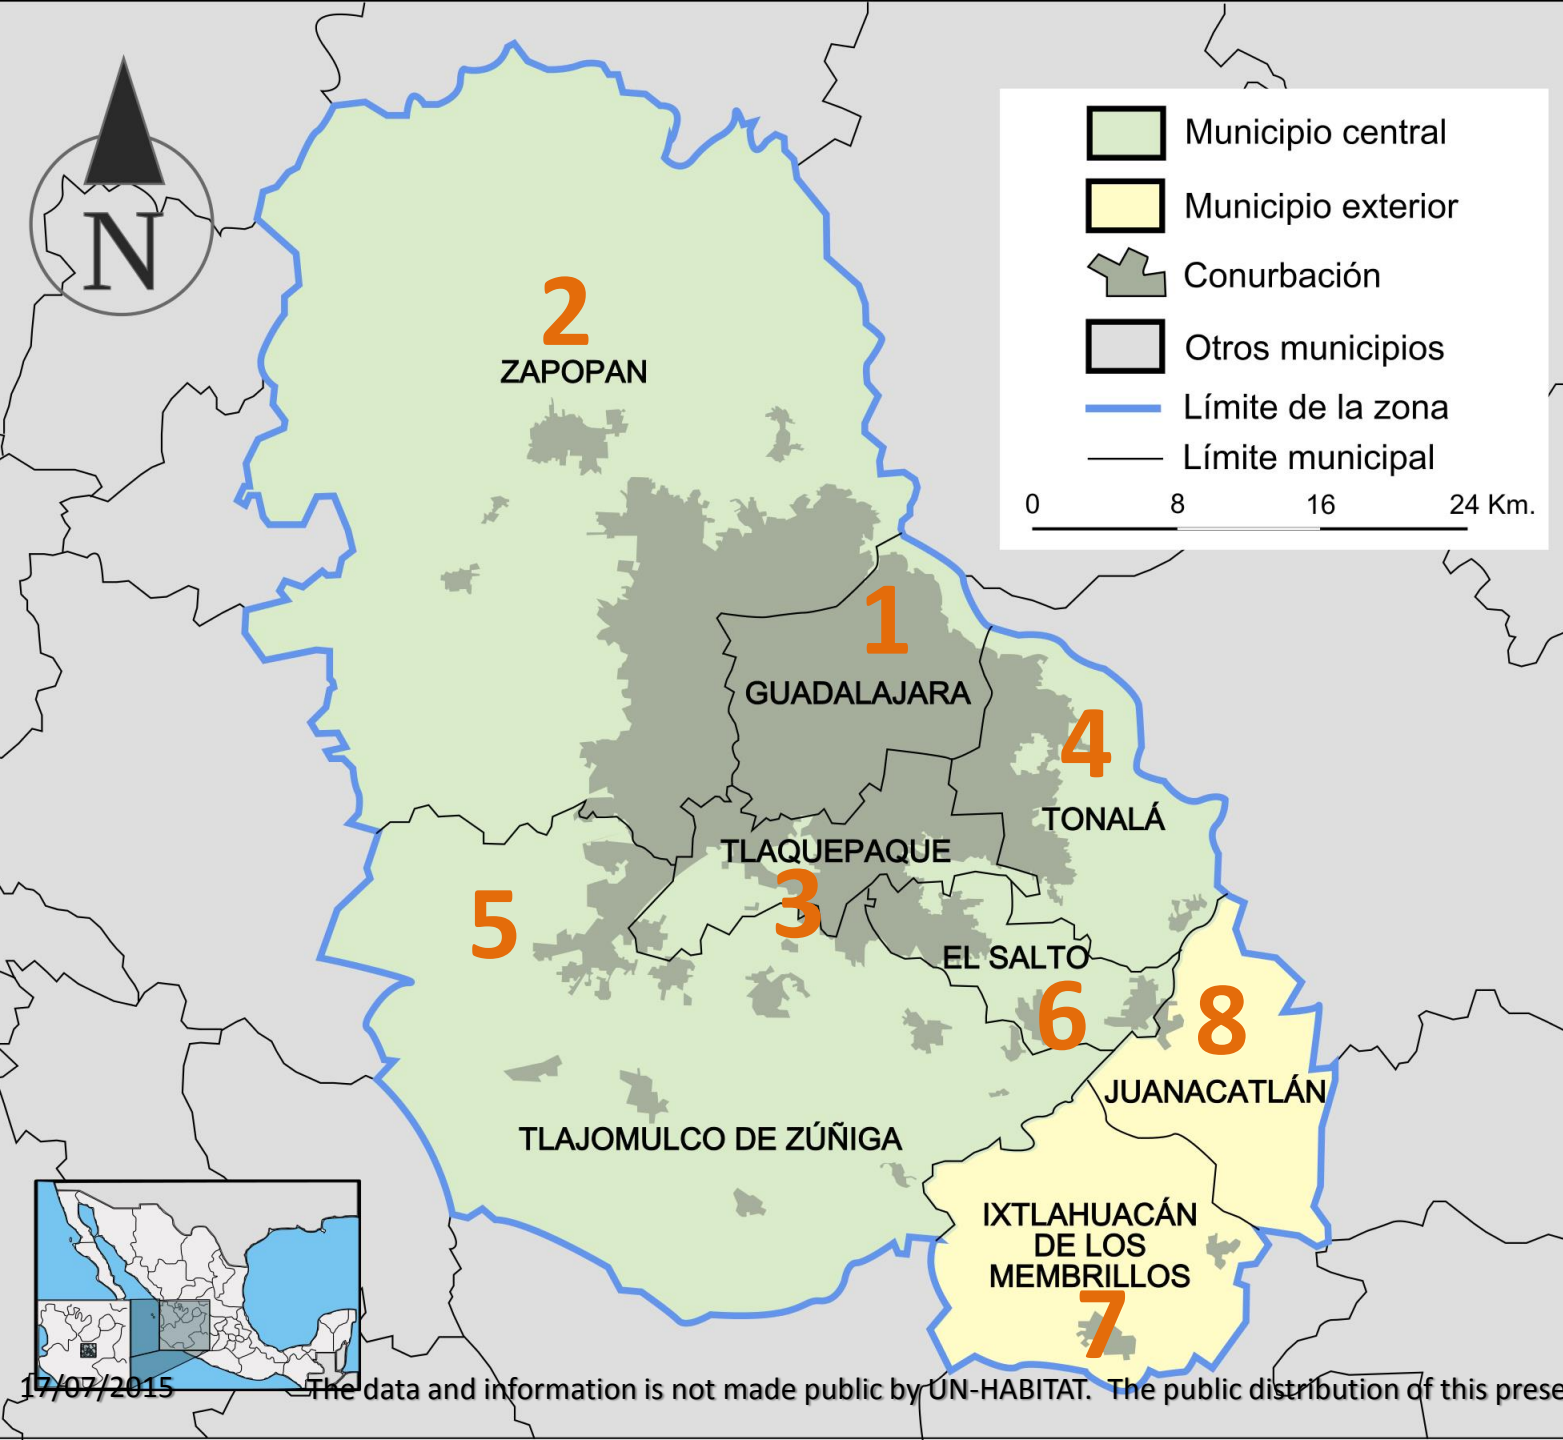 N
Municipio central
Municipio exterior
Conurbación
Otros municipios
Límite de la zona
Límite municipal
0 8 16 24 Km.
2
ZAPOPAN
1
GUADALAJARA
4
TONALÁ
TLAQUEPAQUE
3
5
EL SALTO
6
8
JUANACATLÁN
TLAJOMULCO DE ZÚÑIGA
IXTLAHUACÁN
DE LOS
MEMBRILLOS
7
17/07/2015 The data and information is not made public by UN-HABITAT. The public distribution of this prese